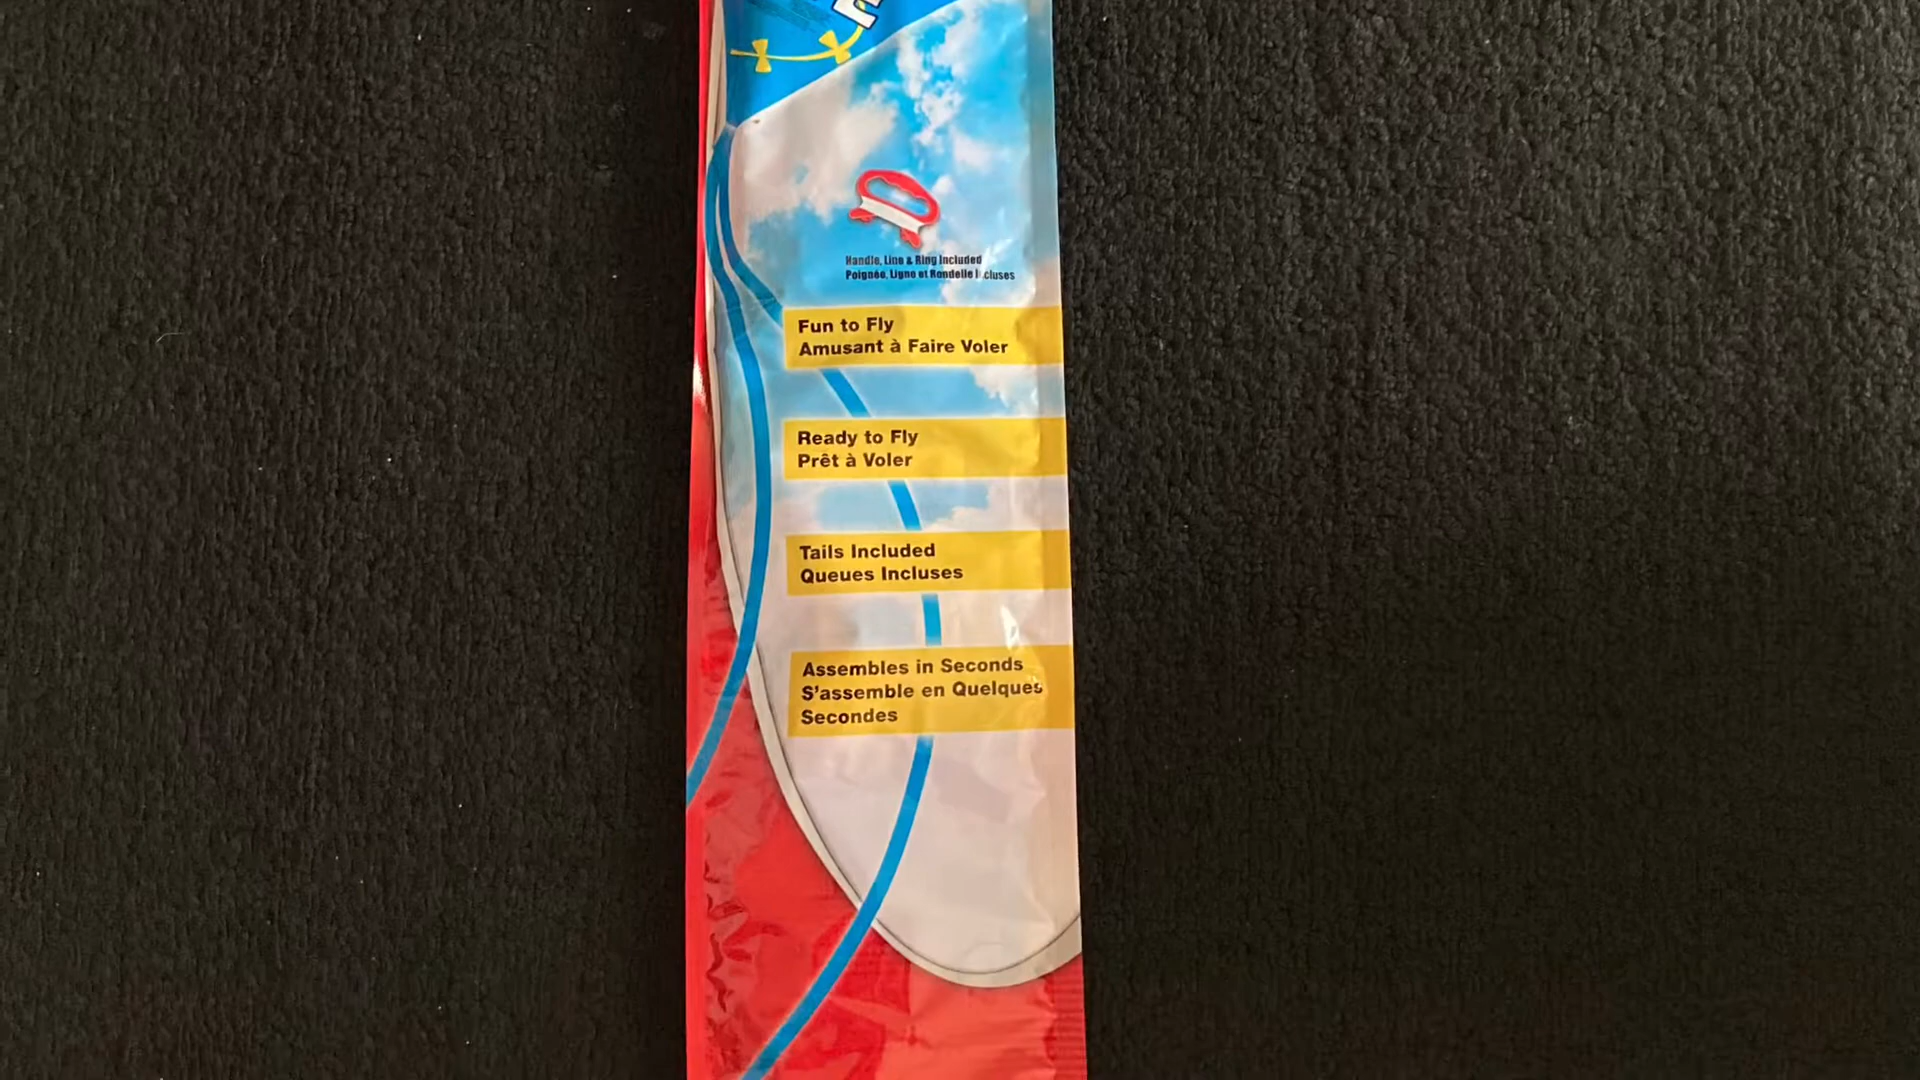 Handle, Line & Ring Included
Poignée, Ligne et Rondelle
Fun to Fly
Amusant à Faire Voler
Ready to Fly
Prêt à Voler
Tails Included
Queues Incluses
Assembles in Seconds
S'assemble en Quelques
Secondes